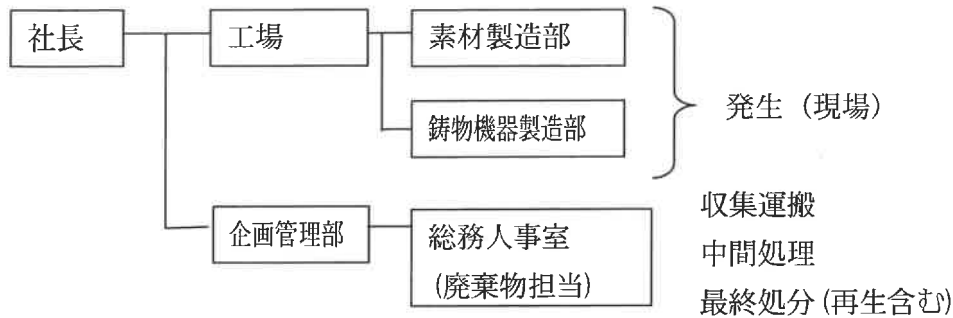 社長
工場
素材製造部
鋳物機器製造部
発生（現場）
企画管理部
総務人事室
(廃棄物担当)
収集運搬
中間処理
最終処分(再生含む)